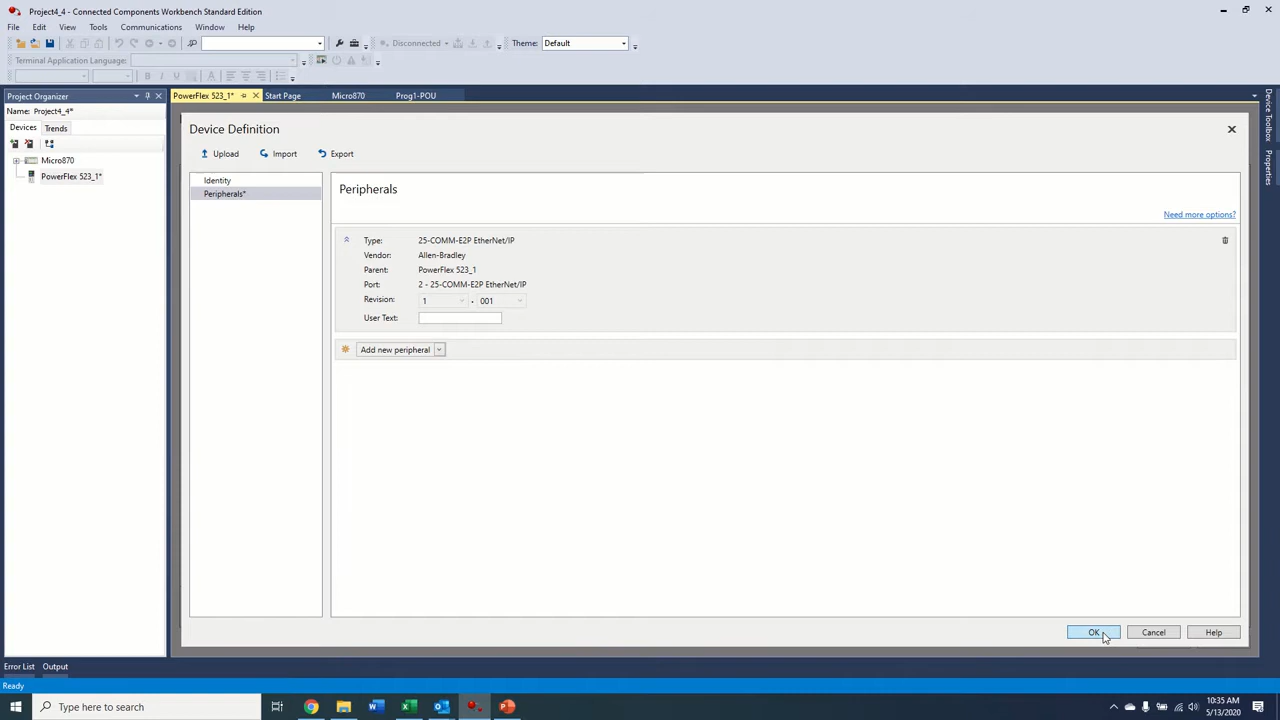 Project4_4 - Connected Components Workbench Standard Edition
File Edit View Tools Communications Window Help
Disconnected Theme: Default
Terminal Application Language:
B I U A
Project Organizer
Name: Project4_4*
Devices Trends
Micro870
PowerFlex 523_1*
PowerFlex 523_1* Start Page Micro870 Prog1-POU
Device Definition
Upload Import Export
Identity
Peripherals*
Peripherals
Need more options?
Type: 25-COMM-E2P EtherNet/IP
Vendor: Allen-Bradley
Parent: PowerFlex 523_1
Port: 2 - 25-COMM-E2P EtherNet/IP
Revision: 1 . 001
User Text:
Add new peripheral
OK Cancel Help
Device Toolbox
Properties
Error List Output
Ready
Type here to search
10:35 AM
5/13/2020